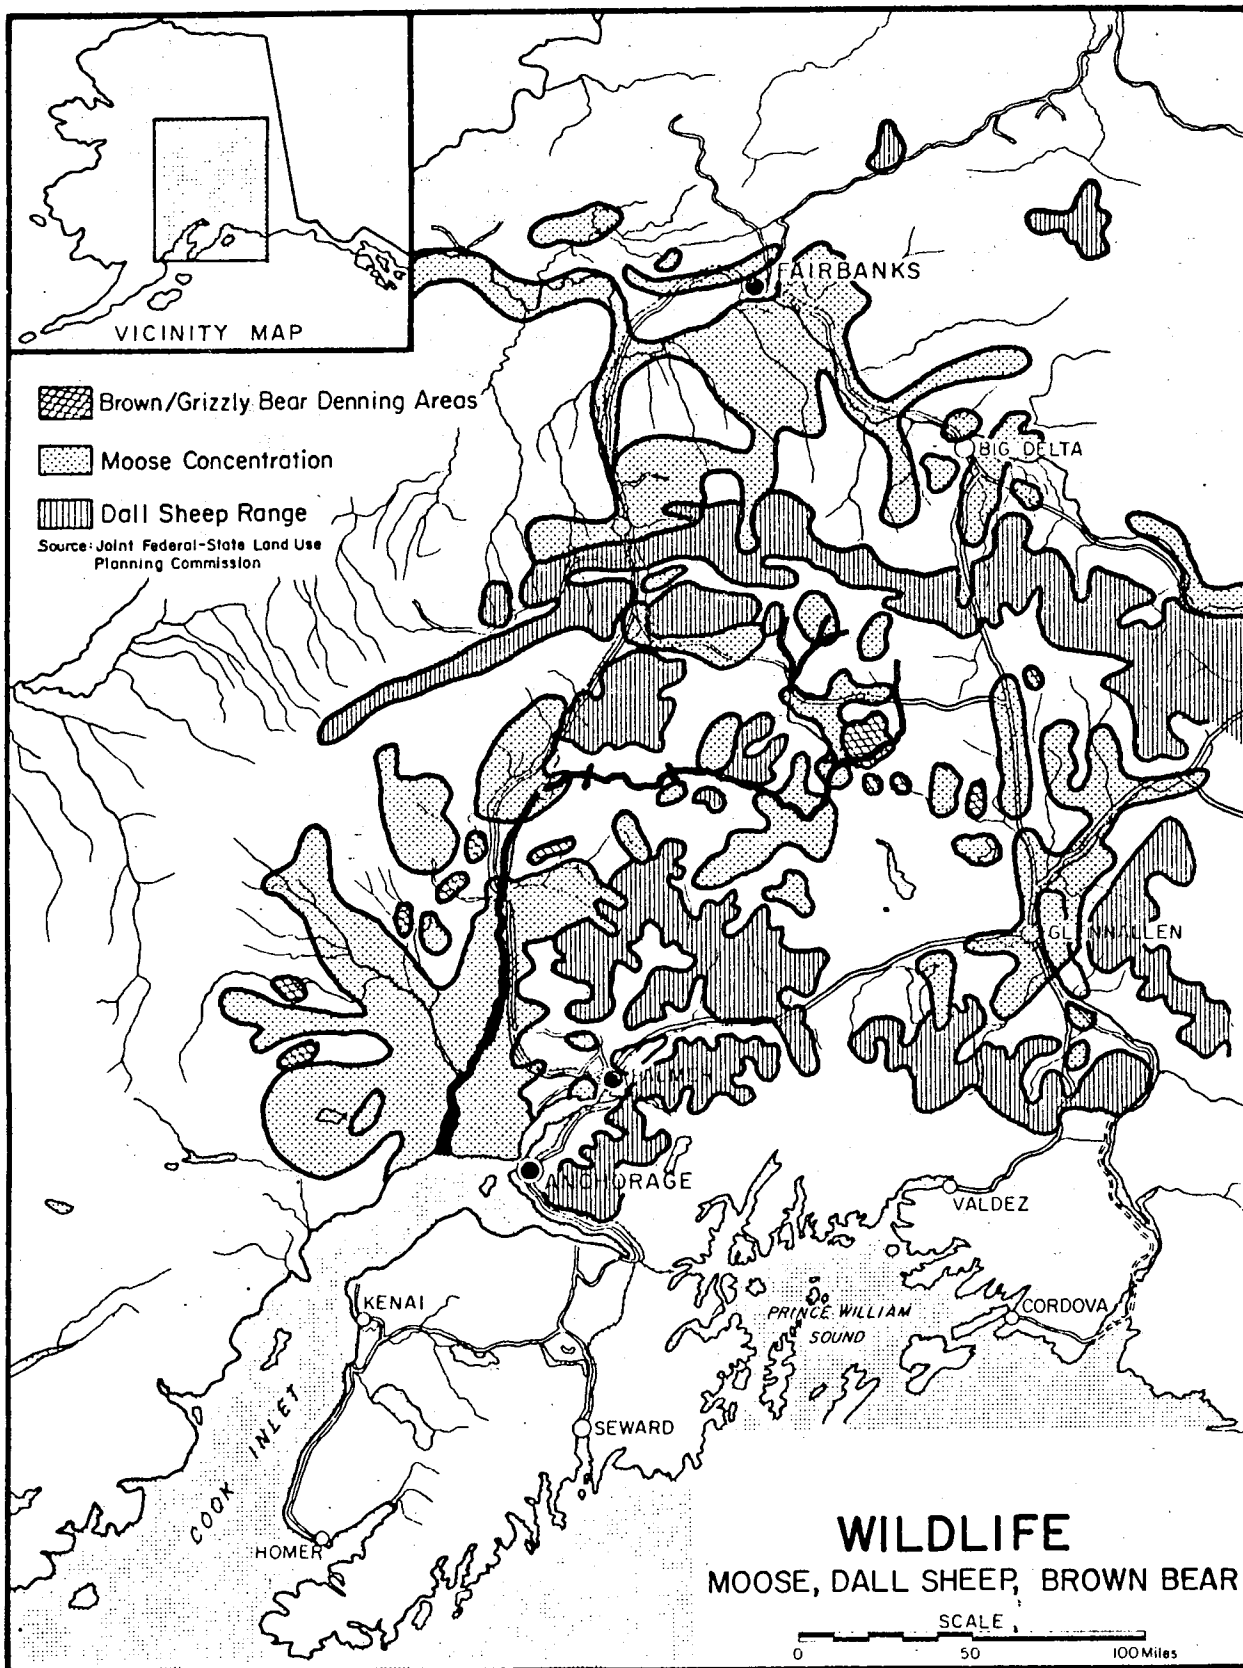 VICINITY MAP
Brown/Grizzly Bear Denning Areas
Moose Concentration
Dall Sheep Range
Source: Joint Federal-State Land Use
Planning Commission
FAIRBANKS
BIG DELTA
GLENNALLEN
PALMER
ANCHORAGE
VALDEZ
KENAI
PRINCE WILLIAM
SOUND
CORDOVA
COOK INLET
SEWARD
HOMER
WILDLIFE
MOOSE, DALL SHEEP, BROWN BEAR
SCALE
0 50 100 Miles